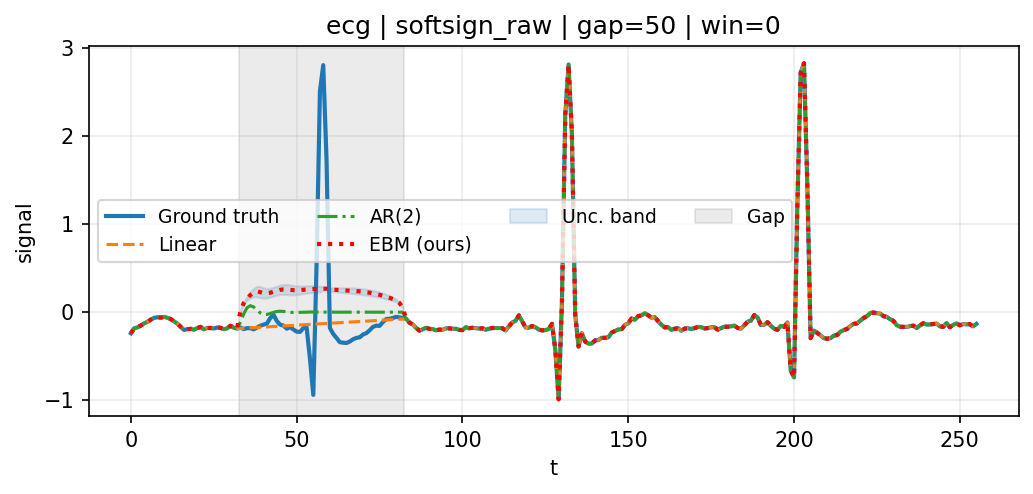 ecg | softsign_raw | gap=50 | win=0
3
2
1
0
−1
signal
Ground truth
Linear
AR(2)
EBM (ours)
Unc. band
Gap
0
50
100
150
200
250
t